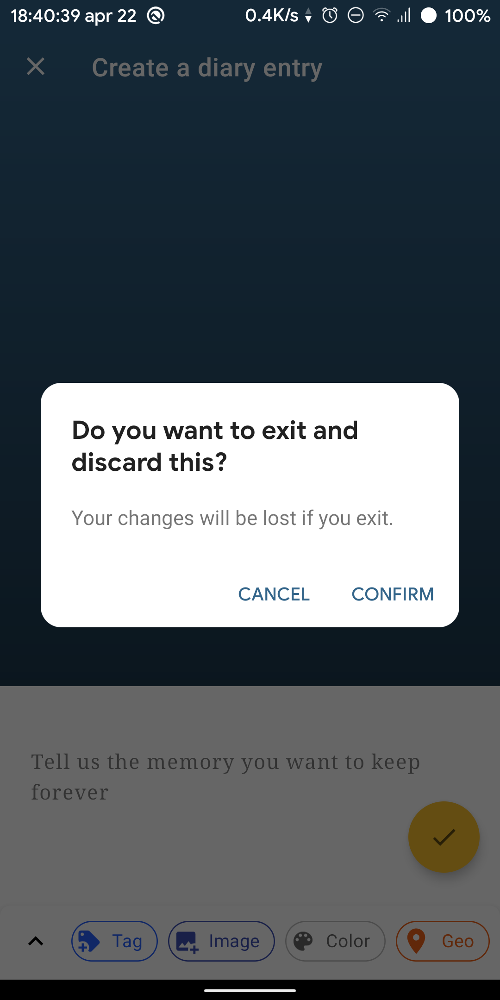 18:40:39 apr 22 0.4K/s 100%
Create a diary entry
Do you want to exit and
discard this?
Your changes will be lost if you exit.
CANCEL CONFIRM
Tell us the memory you want to keep
forever
Tag Image Color Geo